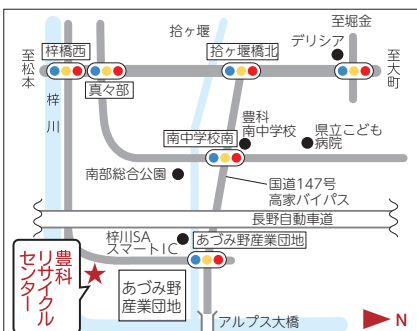 至堀金
拾ヶ堰
デリシア
梓橋西
拾ヶ堰橋北
至松本
至大町
真々部
梓川
豊科
南中学校
南中学校南
県立こども
病院
南部総合公園
国道147号
高家バイパス
長野自動車道
梓川SA
スマートIC
あづみ野産業団地
豊科
リサイクル
センター
あづみ野
産業団地
アルプス大橋
N